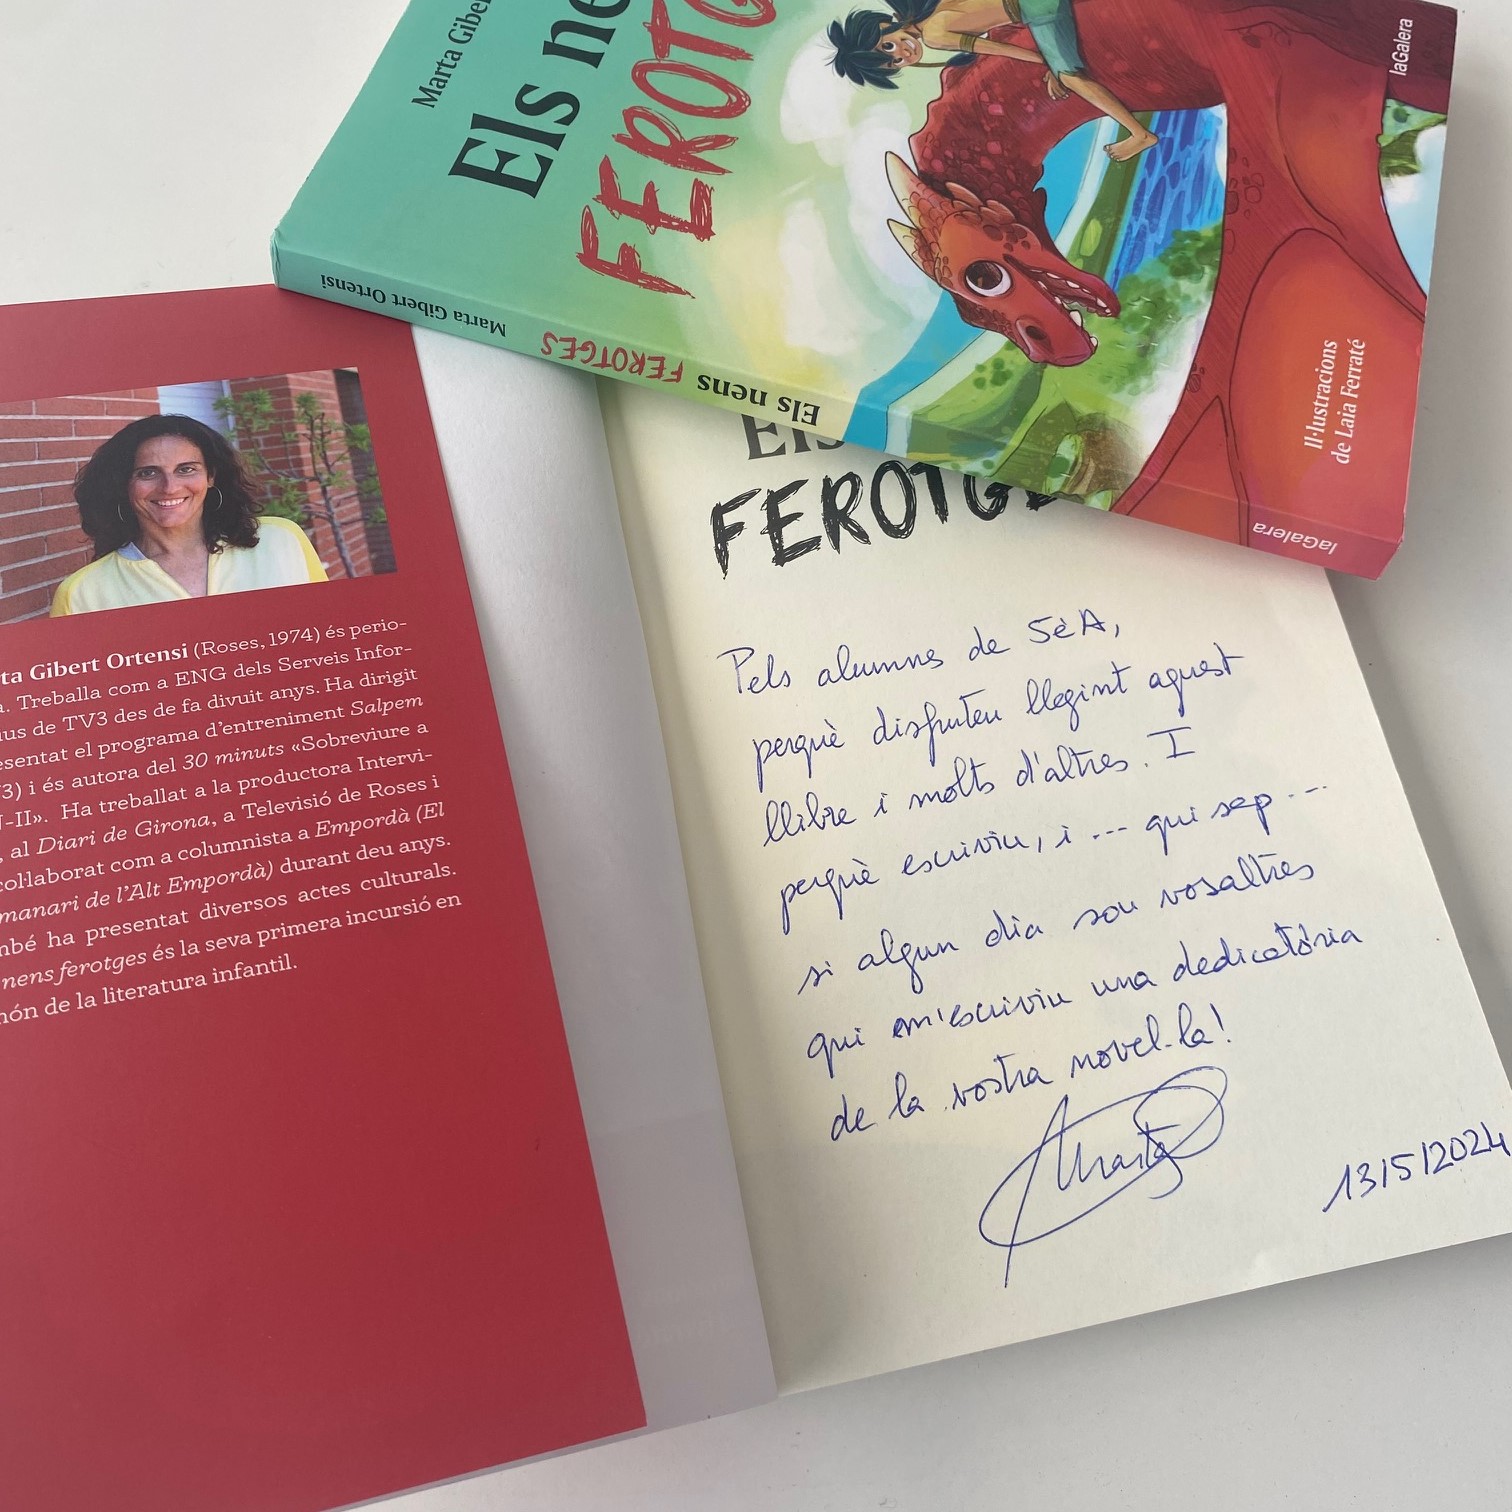 Marta Giber
Els ne
FEROTG
laGalera
Il·lustracions
de Laia Ferraté
Marta Gibert Ortensi
Els nens FEROTGES
laGalera
ta Gibert Ortensi (Roses, 1974) és perio-
a. Treballa com a ENG dels Serveis Infor-
ius de TV3 des de fa divuit anys. Ha dirigit
esentat el programa d'entreniment Salpem
3) i és autora del 30 minuts «Sobreviure a
J-II». Ha treballat a la productora Intervi-
, al Diari de Girona, a Televisió de Roses i
col·laborat com a columnista a Empordà (El
manari de l'Alt Empordà) durant deu anys.
mbé ha presentat diversos actes culturals.
nens ferotges és la seva primera incursió en
món de la literatura infantil.
Els
FEROTGE
Pels alumnes de 5èA,
perquè disfruteu llegint aquest
llibre i molts d'altres. I
perquè escriviu, i ... qui sap ...
si algun dia sou vosaltres
qui em'escriviu una dedicatòria
de la vostra novel·la!
Marta
13/5/2024